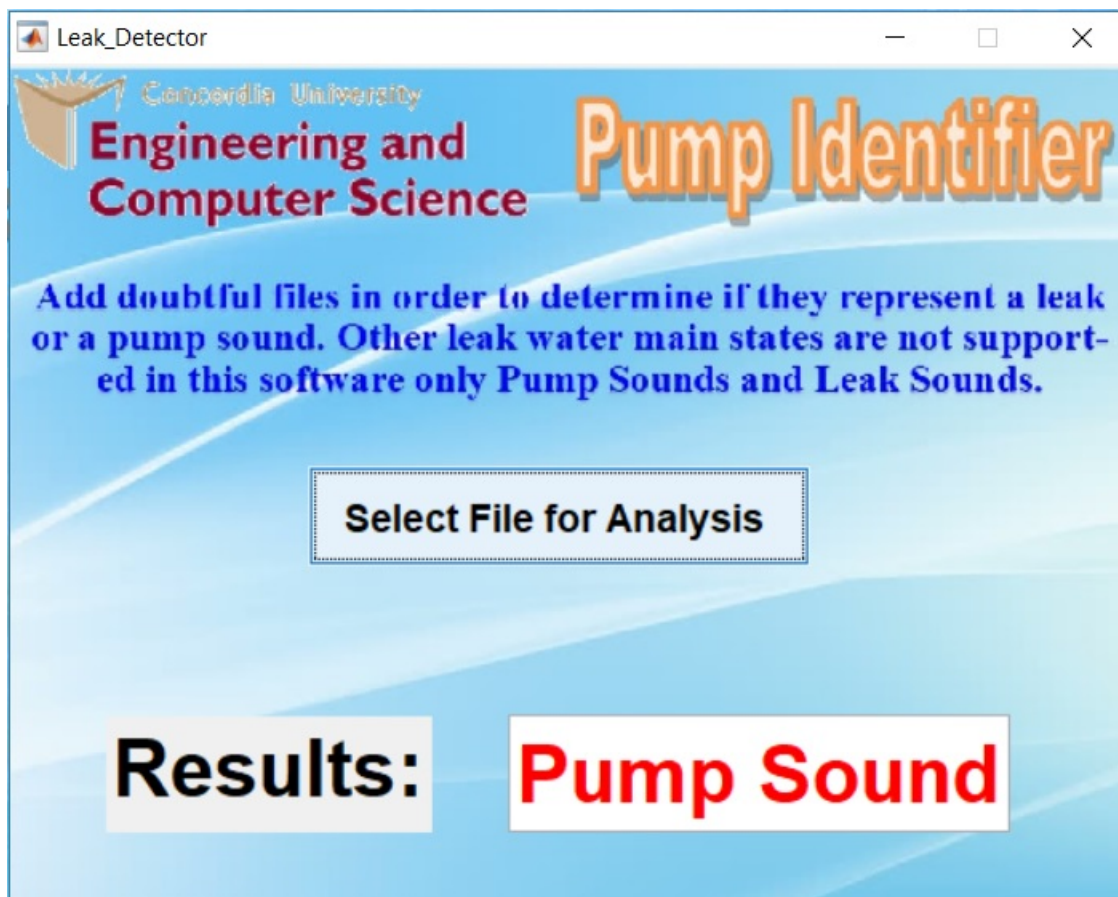 Leak_Detector
Concordia University
Engineering and
Computer Science
Pump Identifier
Add doubtful files in order to determine if they represent a leak
or a pump sound. Other leak water main states are not support-
ed in this software only Pump Sounds and Leak Sounds.
Select File for Analysis
Results:
Pump Sound